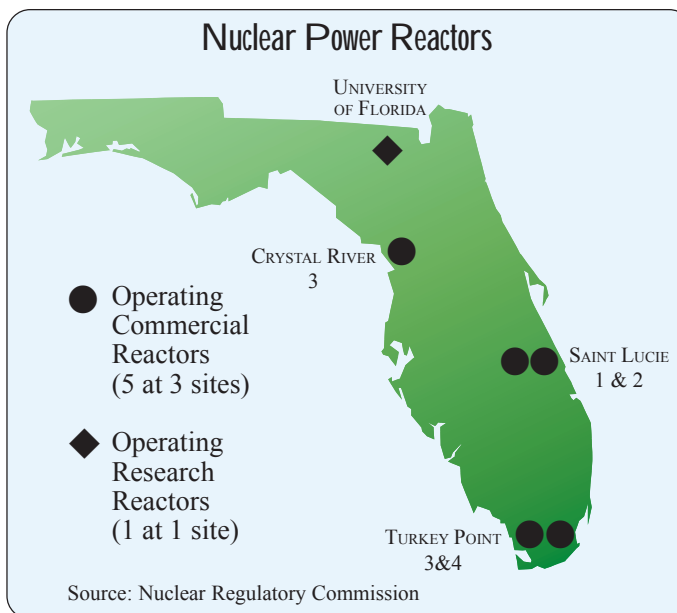 Nuclear Power Reactors
UNIVERSITY
OF FLORIDA
CRYSTAL RIVER
3
Operating
Commercial
Reactors
(5 at 3 sites)
SAINT LUCIE
1 & 2
Operating
Research
Reactors
(1 at 1 site)
TURKEY POINT
3&4
Source: Nuclear Regulatory Commission